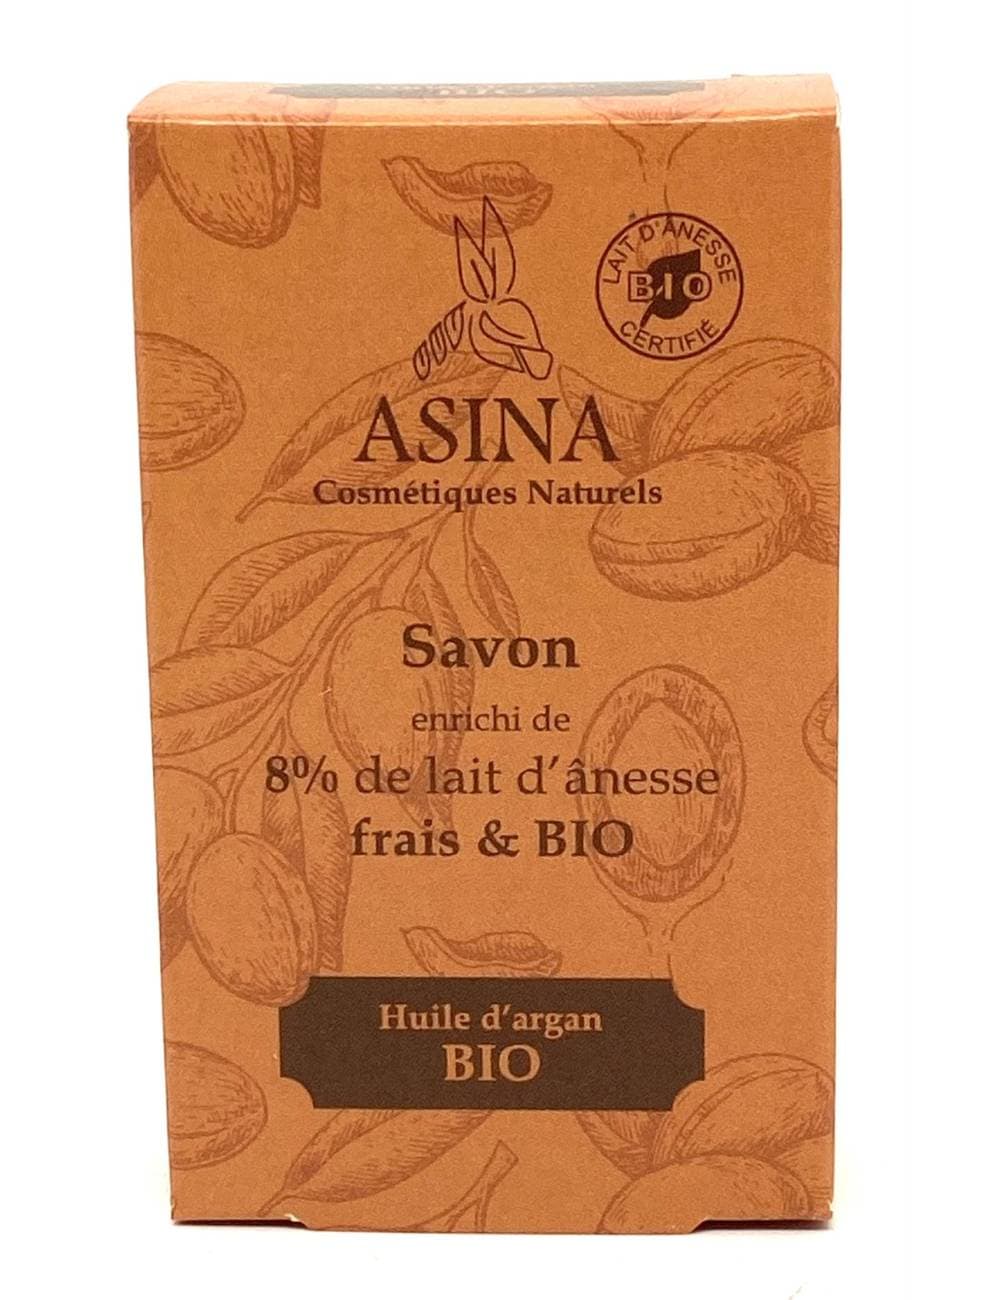 BIO
LAIT D'ÂNESSE
BIO
CERTIFIÉ
ASINA
Cosmétiques Naturels
Savon
enrichi de
8% de lait d'ânesse
frais & BIO
Huile d'argan
BIO